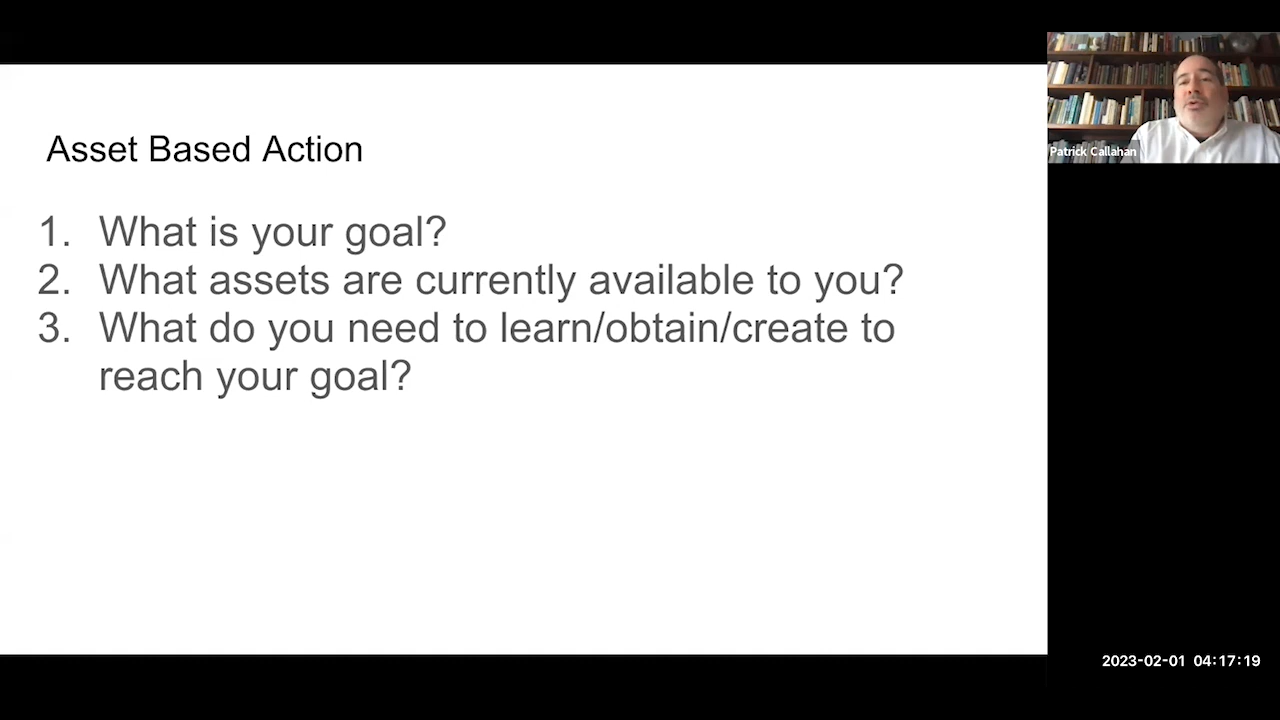 Asset Based Action
1. What is your goal?
2. What assets are currently available to you?
3. What do you need to learn/obtain/create to
reach your goal?
Patrick Callahan
2023-02-01 04:17:19